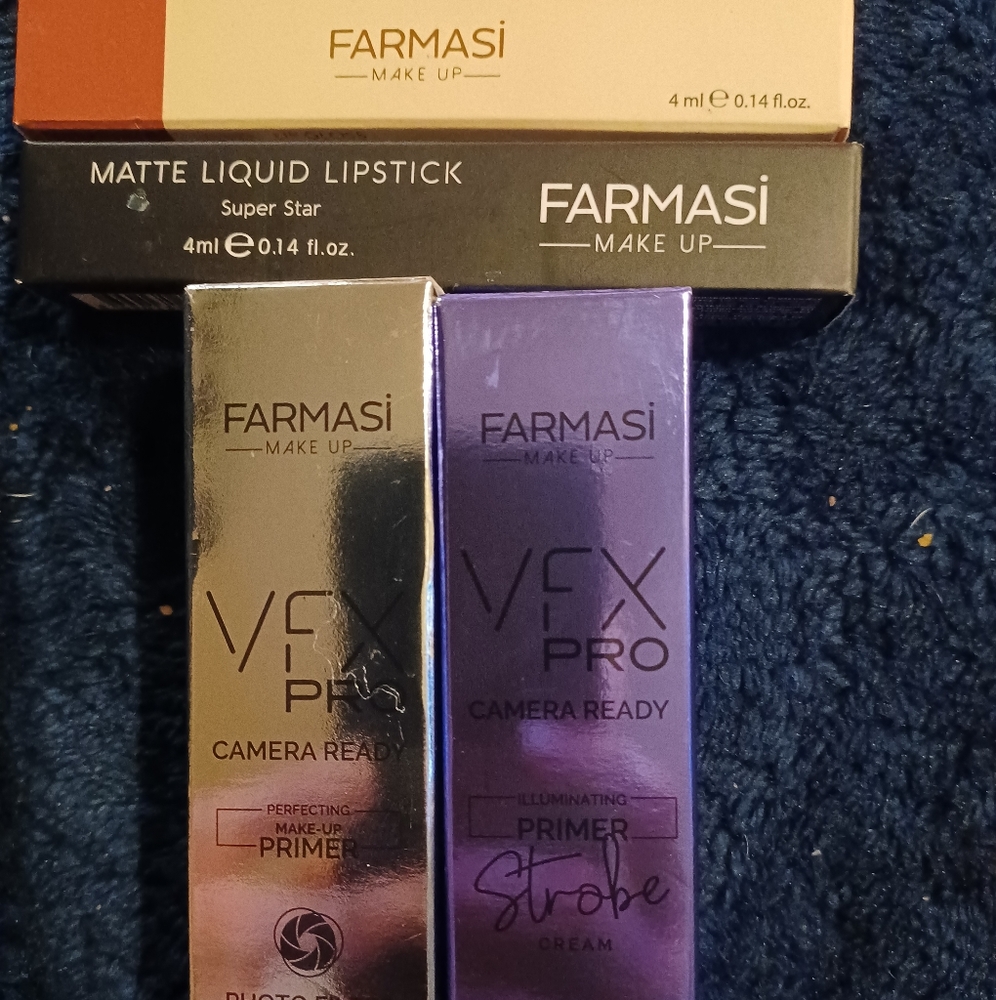 FARMASİ
MAKE UP
4 ml ℮ 0.14 fl.oz.
MATTE LIQUID LIPSTICK
Super Star
4ml ℮ 0.14 fl.oz.
FARMASİ
MAKE UP
FARMASİ
MAKE UP
VFX
PRO
CAMERA READY
PERFECTING
MAKE-UP
PRIMER
PHOTO
FARMASİ
MAKE UP
VFX
PRO
CAMERA READY
ILLUMINATING
PRIMER
Strobe
CREAM